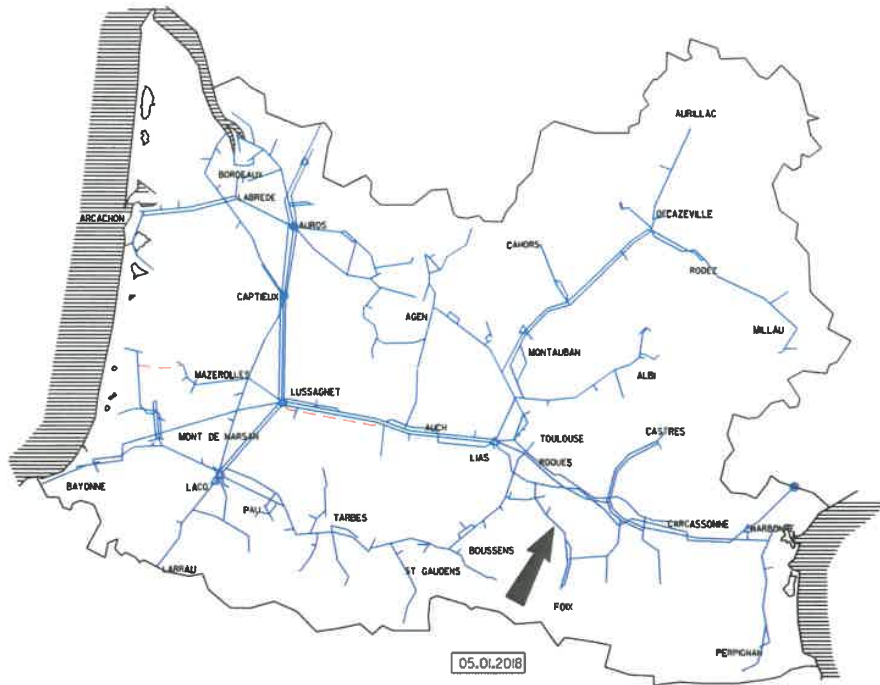 AURILLAC
BORDEAUX
LABREDE
ARCACHON
AUROS
DECAZEVILLE
CAHORS
RODEZ
CAPTIEUX
AGEN
MILLAU
MONTAUBAN
MAZEROLLES
ALBI
LUSSAGNET
AUCH
CASTRES
MONT DE MARSAN
TOULOUSE
LIAS
ROQUES
BAYONNE
LACQ
PAU
TARBES
CARCASSONNE
NARBONNE
BOUSSENS
LARRAU
ST GAUDENS
FOIX
PERPIGNAN
05.01.2018